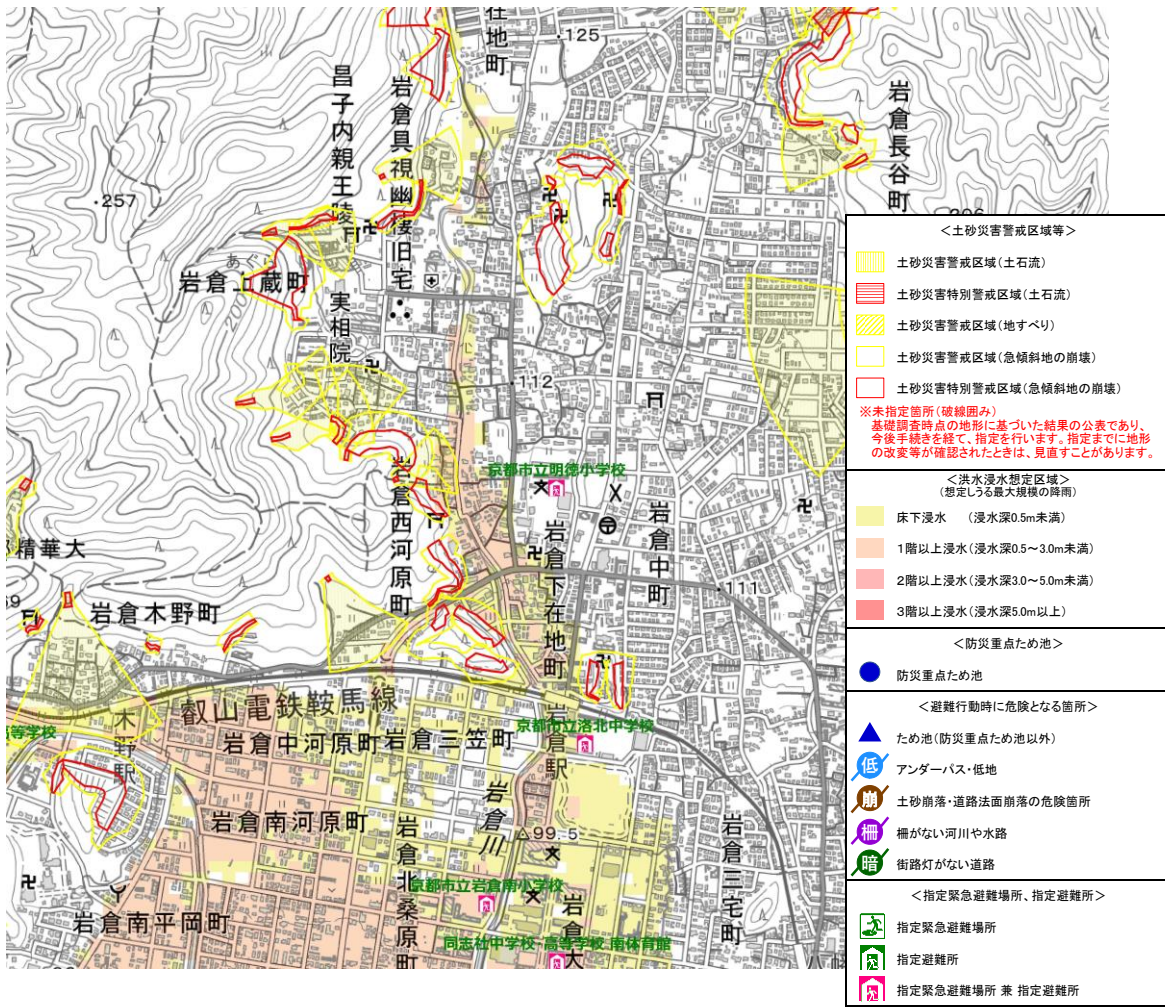 在地町
125
岩倉長谷町
昌子内親王陵
岩倉具視幽棲旧宅
257
206
あぐら
岩倉上蔵町
200
実相院
112
京都市立明徳小学校
岩倉西河原町
岩倉下在地町
岩倉中町
111
部精華大
岩倉木野町
叡山電鉄鞍馬線
木野駅
高等学校
岩倉中河原町
岩倉三笠町
京都市立洛北中学校
岩倉駅
岩倉川
岩倉南河原町
岩倉北桑原町
99.5
岩倉三宅町
京都市立岩倉南小学校
岩倉大
岩倉南平岡町
同志社中学校・高等学校 南体育館
八幡
<土砂災害警戒区域等>
土砂災害警戒区域(土石流)
土砂災害特別警戒区域(土石流)
土砂災害警戒区域(地すべり)
土砂災害警戒区域(急傾斜地の崩壊)
土砂災害特別警戒区域(急傾斜地の崩壊)
※未指定箇所(破線囲み)
基礎調査時点の地形に基づいた結果の公表であり、
今後手続きを経て、指定を行います。指定までに地形
の改変等が確認されたときは、見直すことがあります。
<洪水浸水想定区域>
(想定しうる最大規模の降雨)
床下浸水 (浸水深0.5m未満)
1階以上浸水(浸水深0.5~3.0m未満)
2階以上浸水(浸水深3.0~5.0m未満)
3階以上浸水(浸水深5.0m以上)
<防災重点ため池>
防災重点ため池
<避難行動時に危険となる箇所>
ため池(防災重点ため池以外)
低 アンダーパス・低地
崩 土砂崩落・道路法面崩落の危険箇所
柵 柵がない河川や水路
暗 街路灯がない道路
<指定緊急避難場所、指定避難所>
指定緊急避難場所
指定避難所
指定緊急避難場所 兼 指定避難所